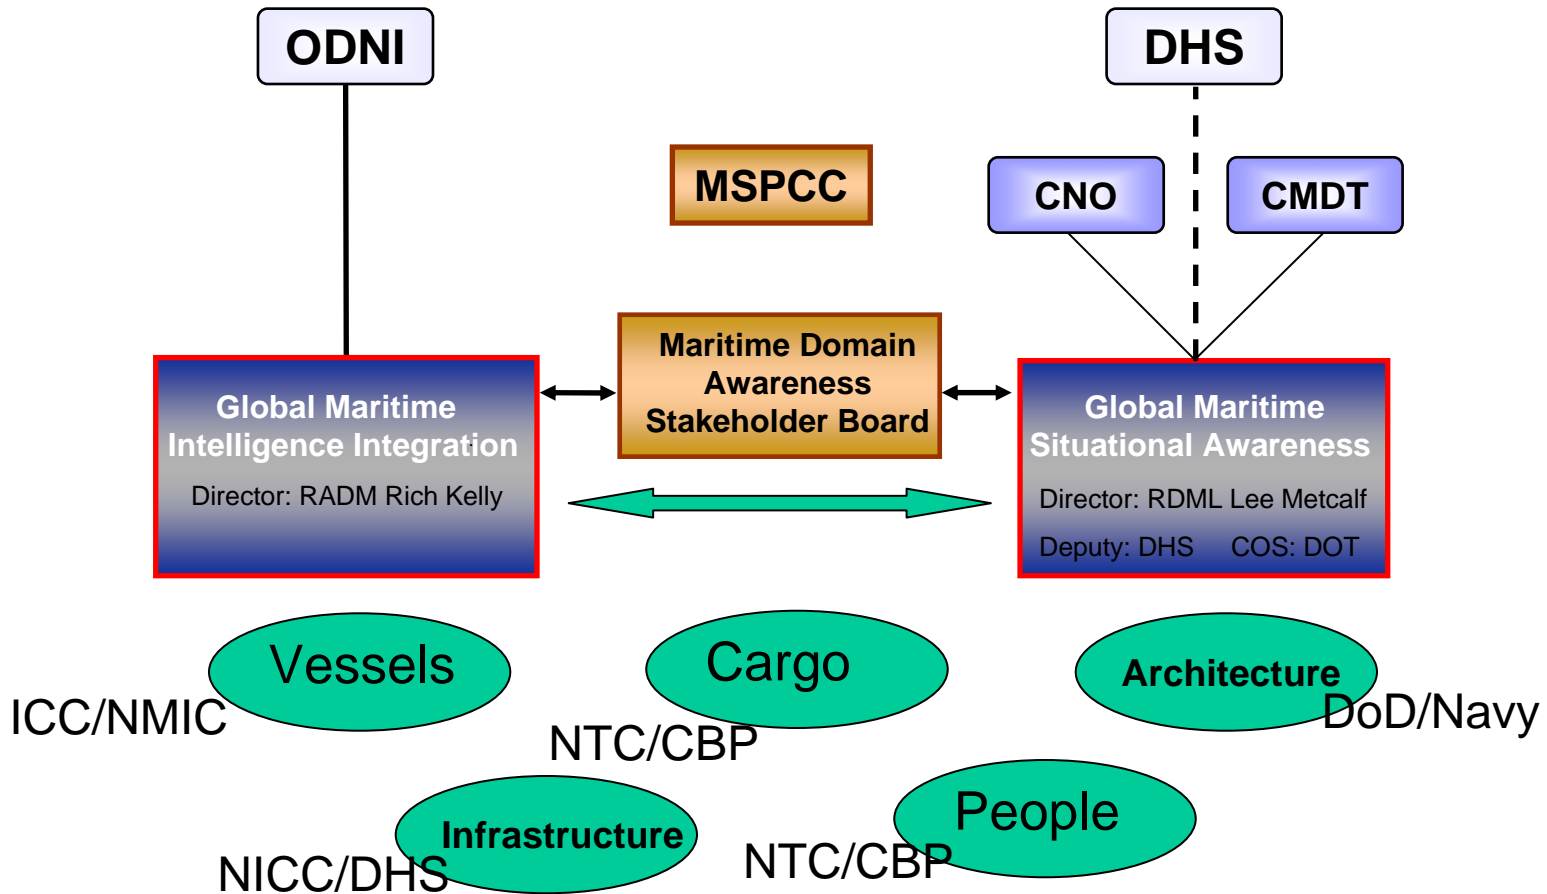 ODNI
DHS
MSPCC
CNO
CMDT
Maritime Domain
Awareness
Stakeholder Board
Global Maritime
Intelligence Integration
Director: RADM Rich Kelly
Global Maritime
Situational Awareness
Director: RDML Lee Metcalf
Deputy: DHS COS: DOT
Vessels
ICC/NMIC
Cargo
NTC/CBP
Architecture
DoD/Navy
Infrastructure
NICC/DHS
People
NTC/CBP